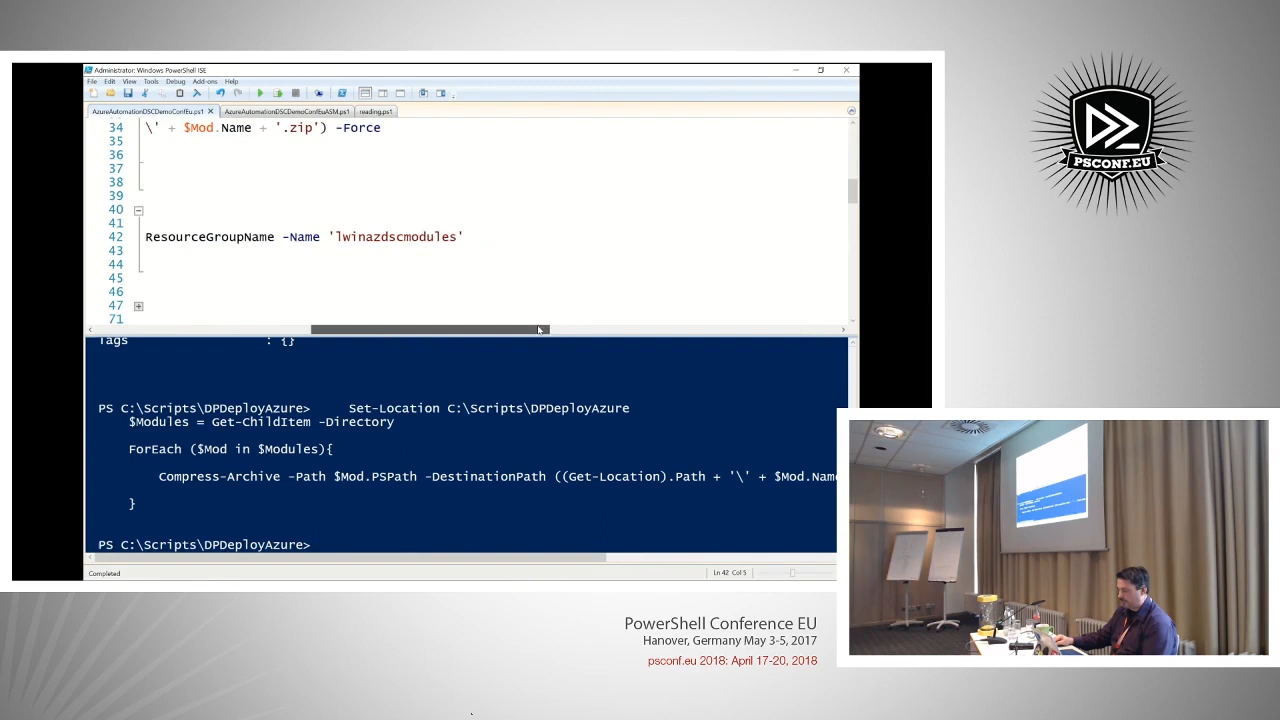 Administrator: Windows PowerShell ISE
File Edit View Tools Debug Add-ons Help
AzureAutomationDSCDemoConfEu.ps1 AzureAutomationDSCDemoConfEuASM.ps1 reading.ps1
34 \' + $Mod.Name + '.zip') -Force
35
36
37
38
39
40
41
42 ResourceGroupName -Name 'lwinazdscmodules'
43
44
45
46
47
71
Tags : {}
PS C:\Scripts\DPDeployAzure> Set-Location C:\Scripts\DPDeployAzure
$Modules = Get-ChildItem -Directory
ForEach ($Mod in $Modules){
Compress-Archive -Path $Mod.PSPath -DestinationPath ((Get-Location).Path + '\' + $Mod.Name
}
PS C:\Scripts\DPDeployAzure>
Completed
Ln 42 Col 5
PSCONF.EU
PowerShell Conference EU
Hanover, Germany May 3-5, 2017
psconf.eu 2018: April 17-20, 2018